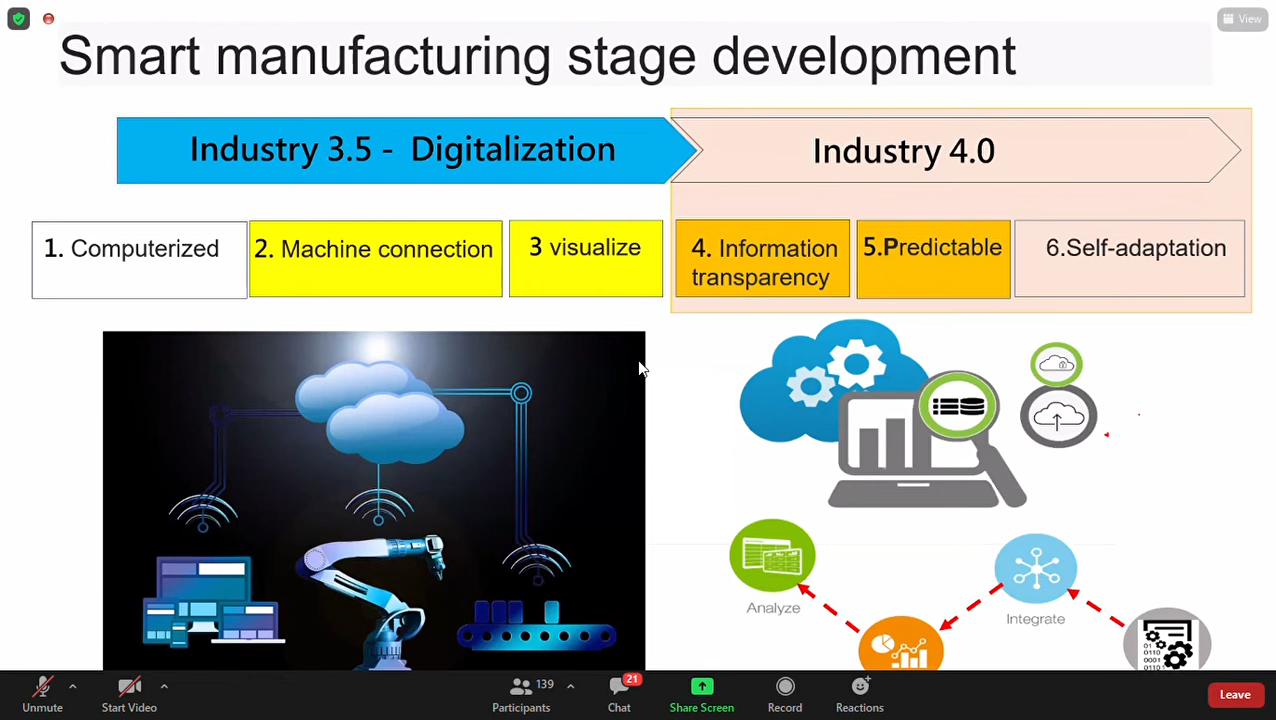 View
Smart manufacturing stage development
Industry 3.5 - Digitalization
Industry 4.0
1. Computerized
2. Machine connection
3 visualize
4. Information
transparency
5.Predictable
6.Self-adaptation
Analyze
Integrate
Unmute
Start Video
139
Participants
21
Chat
Share Screen
Record
Reactions
Leave